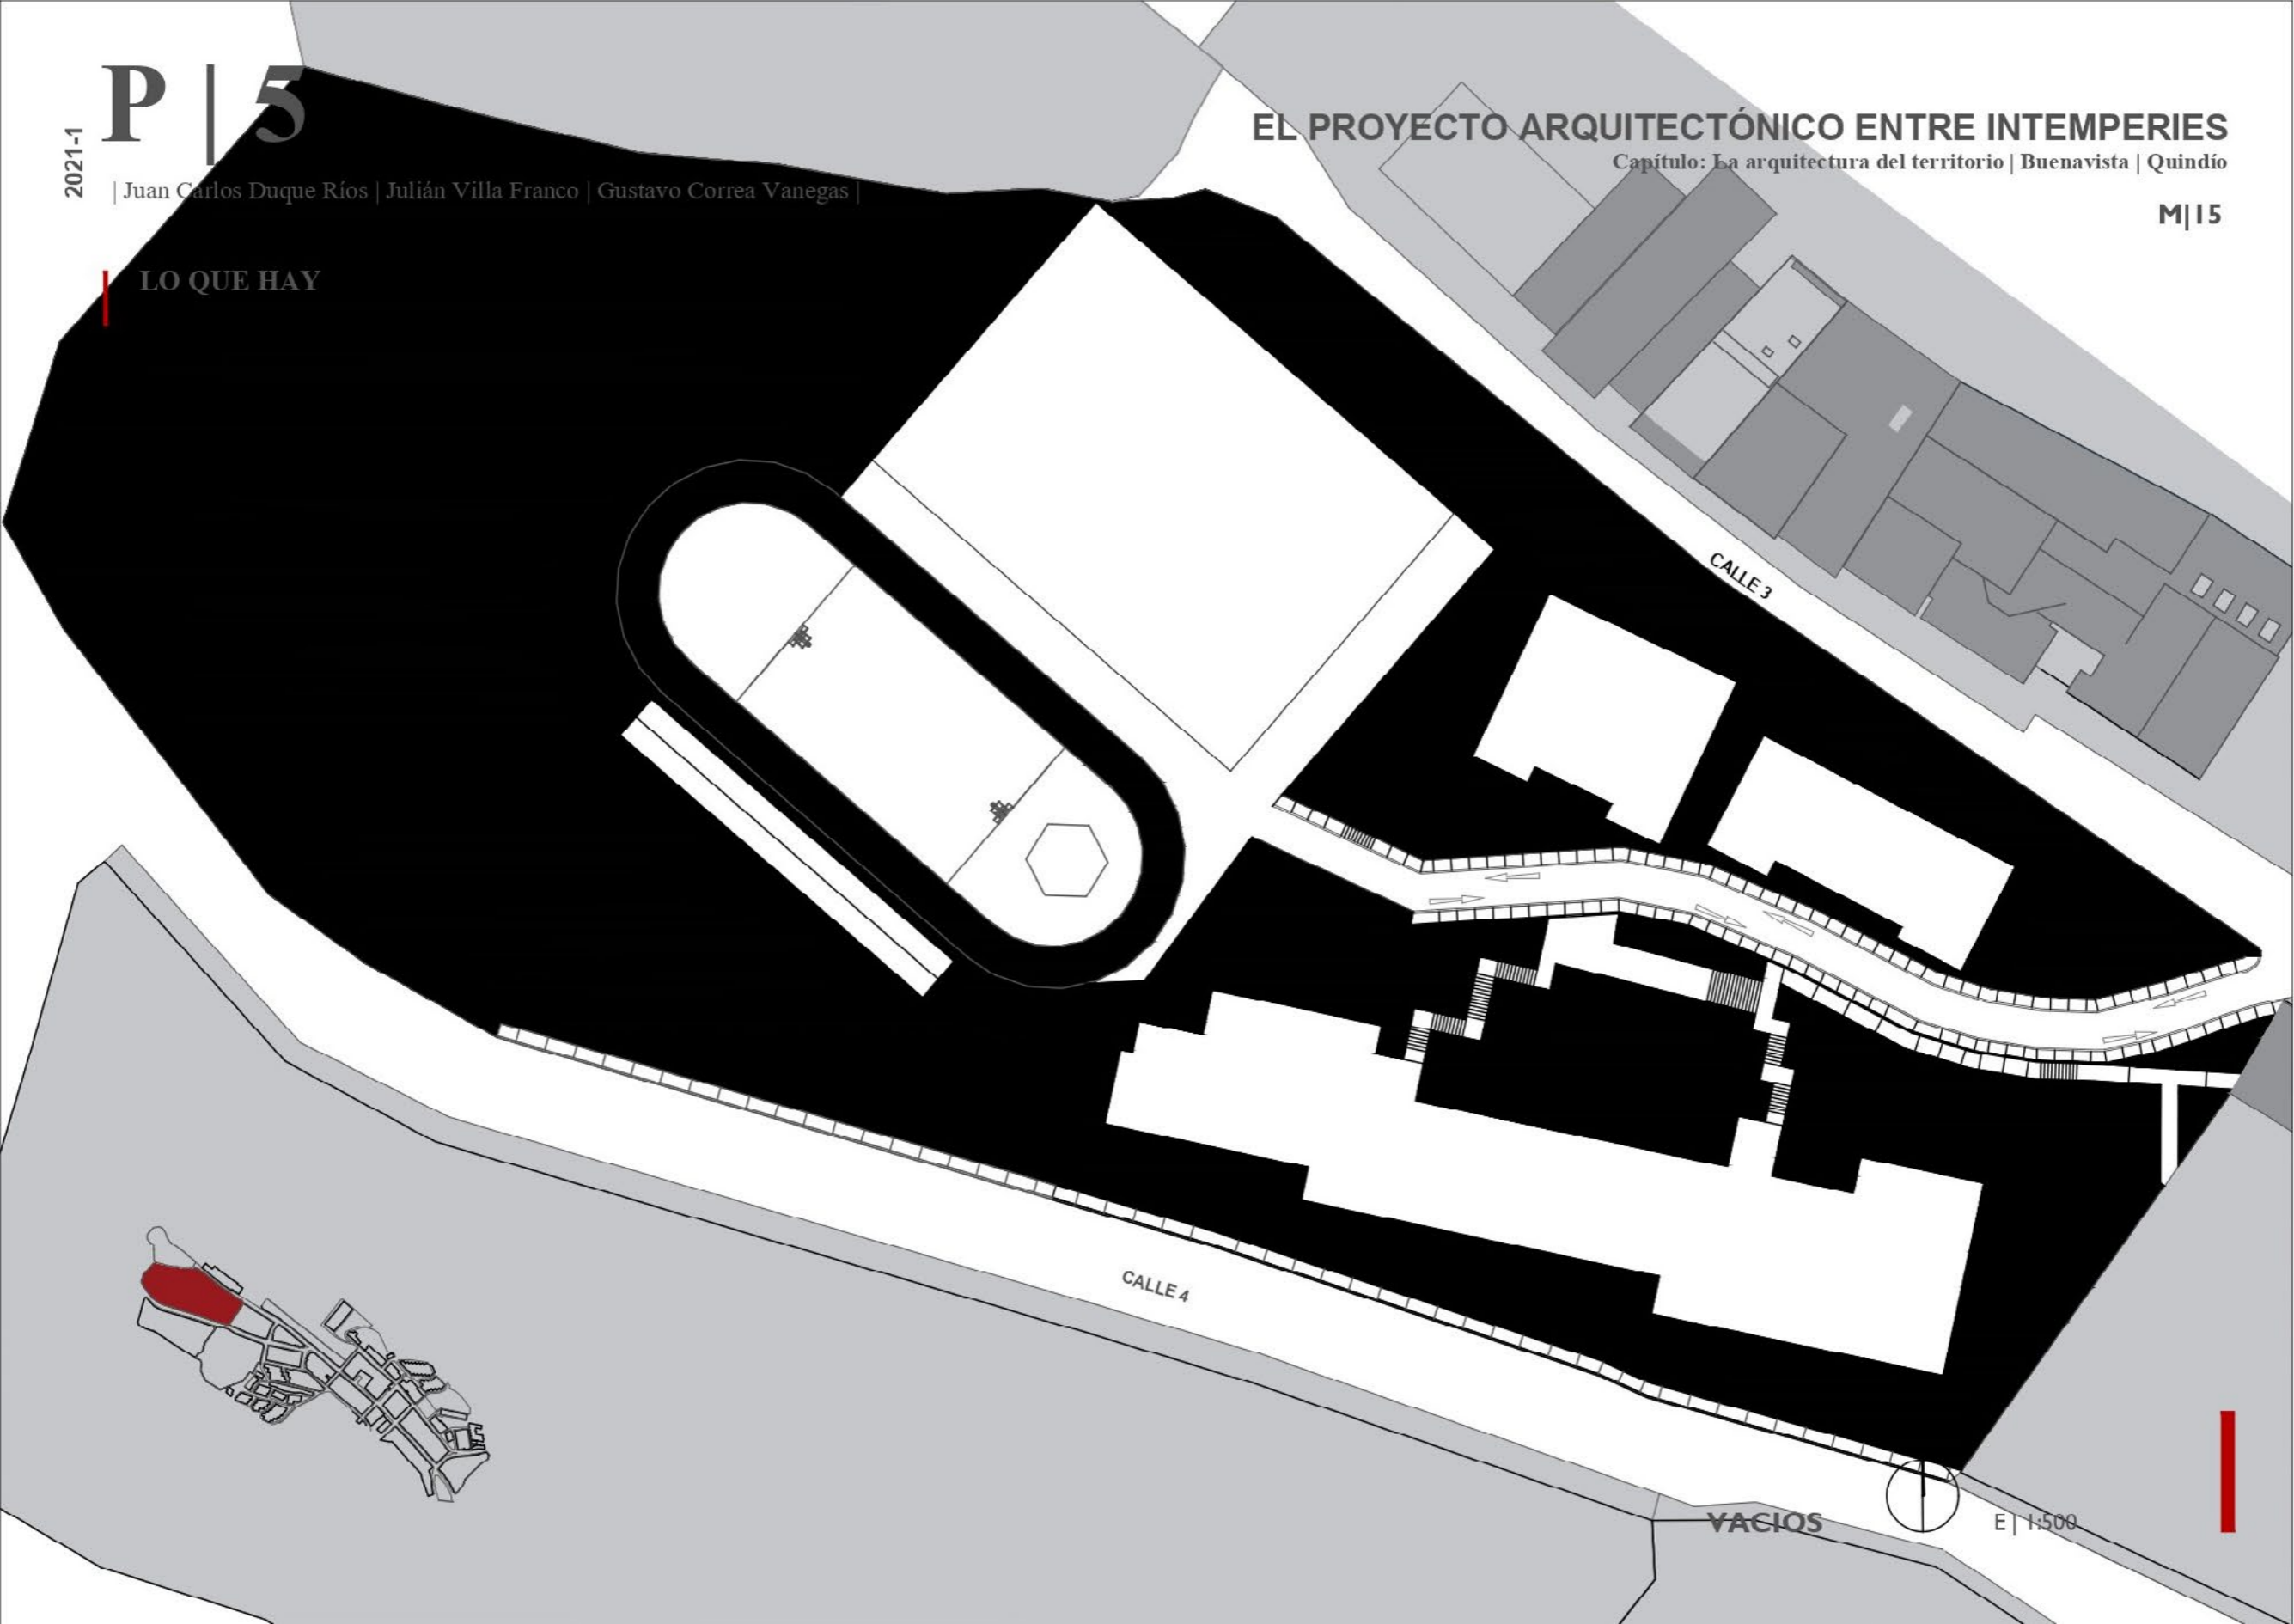 P | 5
2021-1
| Juan Carlos Duque Ríos | Julián Villa Franco | Gustavo Correa Vanegas |
EL PROYECTO ARQUITECTÓNICO ENTRE INTEMPERIES
Capítulo: La arquitectura del territorio | Buenavista | Quindío
M|15
LO QUE HAY
CALLE 3
CALLE 4
VACIOS
E | 1:500